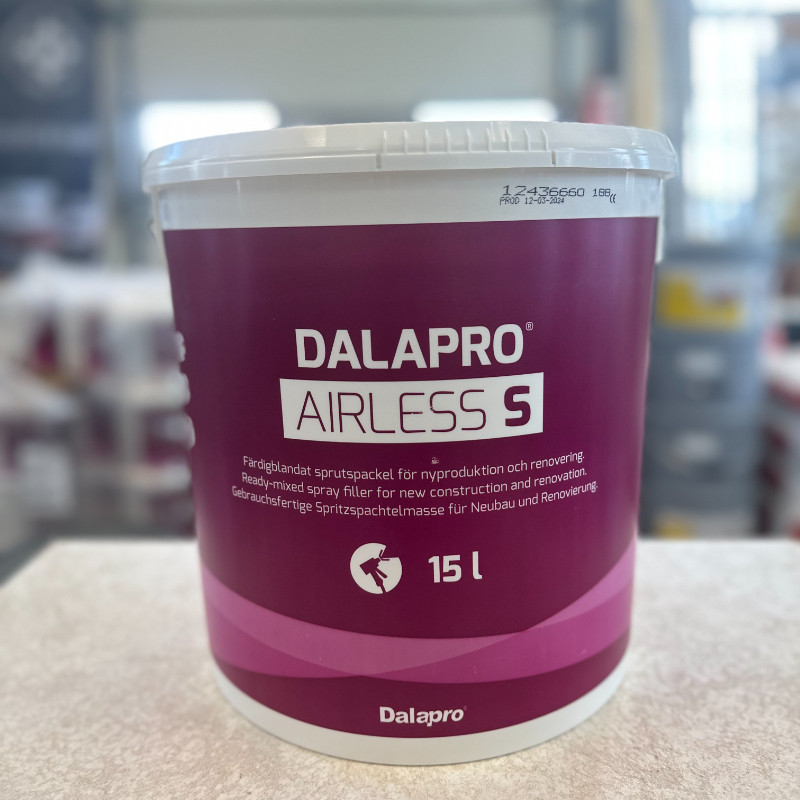 12436660 188
PROD 12-03-2024
DALAPRO®
AIRLESS S
Färdigblandat sprutspackel för nyproduktion och renovering.
Ready-mixed spray filler for new construction and renovation.
Gebrauchsfertige Spritzspachtelmasse für Neubau und Renovierung.
15 l
Dalapro